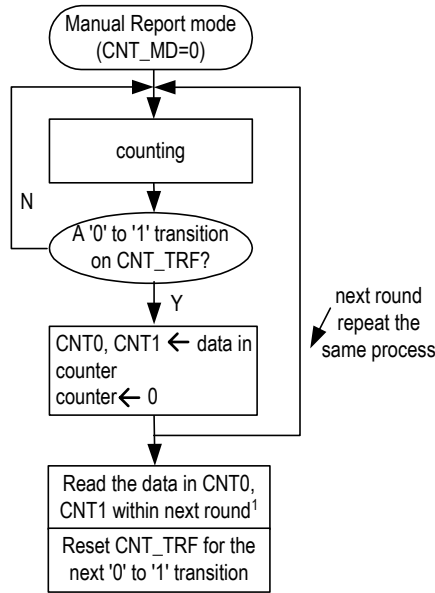 Manual Report mode
(CNT_MD=0)
counting
N
A '0' to '1' transition
on CNT_TRF?
Y
next round
repeat the
same process
CNT0, CNT1 ← data in
counter
counter← 0
Read the data in CNT0,
CNT1 within next round¹
Reset CNT_TRF for the
next '0' to '1' transition